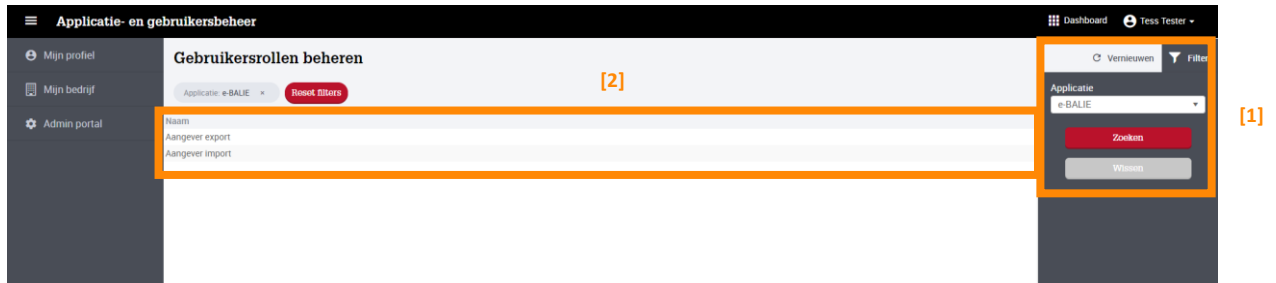 Applicatie- en gebruikersbeheer
Dashboard
Tess Tester
Mijn profiel
Mijn bedrijf
Admin portal
Gebruikersrollen beheren
Applicatie: e-BALIE ×
Reset filters
[2]
Naam
Aangever export
Aangever import
Vernieuwen
Filter
Applicatie
e-BALIE
Zoeken
Wissen
[1]